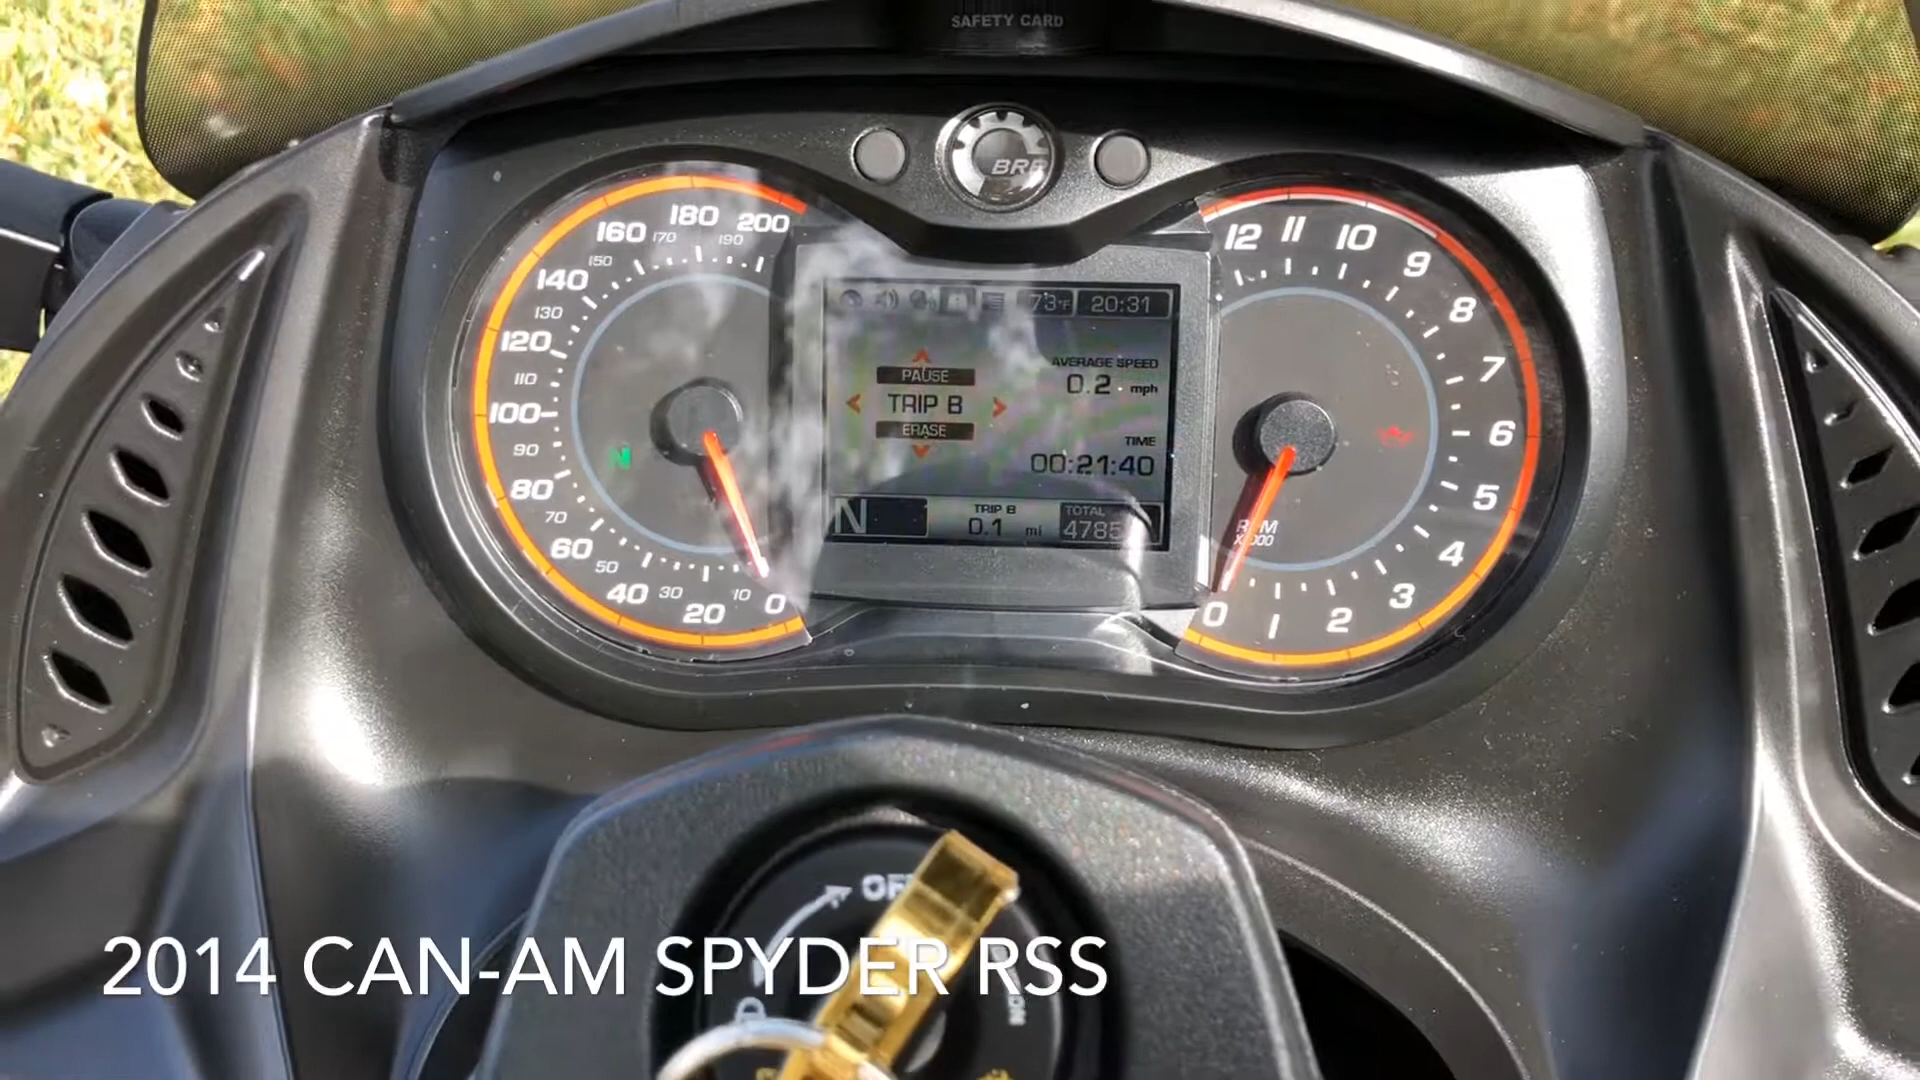 SAFETY CARD
BRP
180
200
160
170
190
150
140
130
120
110
100
90
80
70
60
50
40
30
20
10
0
N
73°F
20:31
PAUSE
TRIP B
ERASE
AVERAGE SPEED
0.2 mph
TIME
00:21:40
N
TRIP B
0.1 mi
TOTAL
4785
12
11
10
9
8
7
6
5
4
3
2
1
0
RPM
X1000
OFF
ON
2014 CAN-AM SPYDER RSS